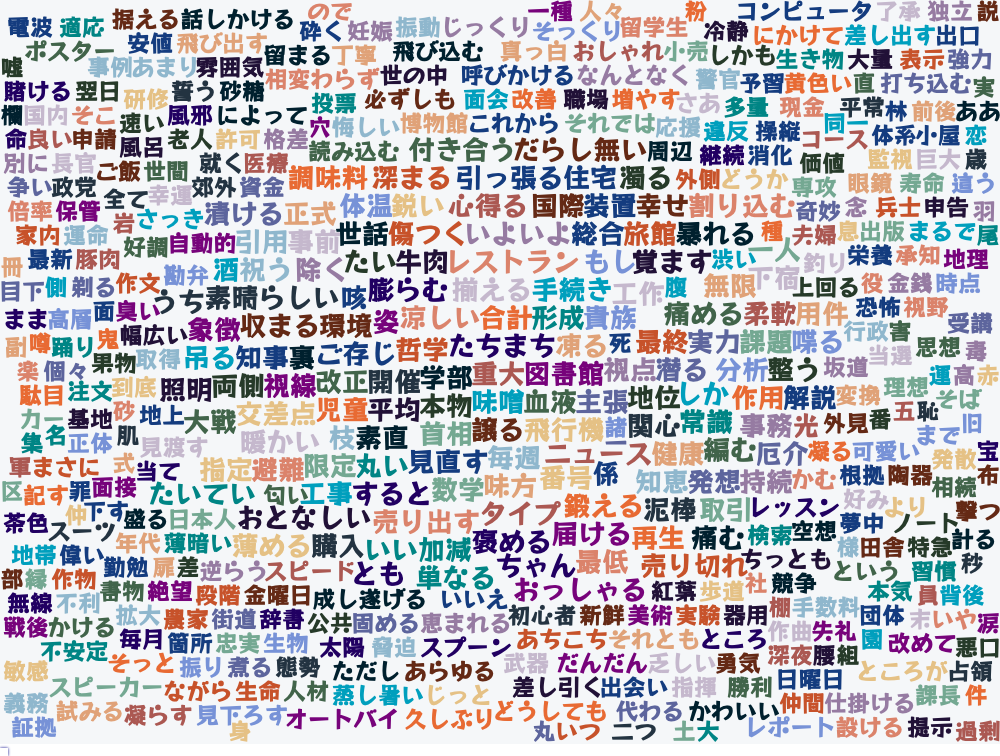 電波 適応 据える 話しかける ので 一種 人々 粉 コンピュータ 了承 独立 説
ポスター 安値 飛び出す 砕く 妊娠 振動 じっくり そっくり 留学生 冷静 にかけて 差し出す 出口
嘘 事例 あまり 雰囲気 留まる 丁寧 飛び込む 真っ白 おしゃれ 小売 しかも 生き物 大量 表示 強力
賭ける 翌日 研修 誓う 砂糖 相変わらず 世の中 呼びかける なんとなく 警官 予習 黄色い 直 打ち込む 実
欄 国内 そこ 速い 風邪 によって 投票 必ずしも 面会 改善 職場 増やす さあ 多量 現金 平常 林 前後 ああ
命 良い 申請 風呂 老人 許可 格差 穴 悔しい 博物館 これから それでは 応援 違反 操縦 コース 同一 体系 小屋 恋
別に 長官 ご飯 世間 就く 医療 読み込む 付き合う だらし無い 周辺 継続 消化 価値 監視 巨大 歳
争い 政党 全て 幸運 郊外 資金 調味料 深まる 引っ張る 住宅 濁る 外側 どうか 専攻 眼鏡 寿命 違う
倍率 保管 岩 さっき 漬ける 正式 体温 鋭い 心得る 国際 装置 幸せ 割り込む 奇妙 念 兵士 申告 羽
家内 運命 好調 自動的 引用 事前 世話 傷つく いよいよ 総合 旅館 暴れる 種 夫婦 息 出版 まるで 尾
冊 最新 豚肉 勘弁 酒 祝う 除く たい 牛肉 レストラン もし 覚ます 渋い 一人 釣り 栄養 承知 地理
目下 側 剃る 作文 うち 素晴らしい 咳 膨らむ 揃える 手続き 工作 腹 無限 下宿 上回る 役 金銭 時点
まま 高層 面 臭い 幅広い 象徴 収まる 環境 姿 涼しい 合計 形成 貴族 痛める 柔軟 用件 恐怖 視野 受講
副 噂 踊り 鬼 果物 取得 吊る 知事 裏 ご存じ 哲学 たちまち 凍る 死 最終 実力 課題 喋る 行政 害 思想 毒
楽 個々 到底 照明 両側 視線 改正 開催 学部 重大 図書館 視点 潜る 分析 整う 坂道 当選 運 高 赤
駄目 注文 砂 地上 大戦 交差点 児童 平均 本物 味噌 血液 主張 地位 しか 作用 解説 変換 理想 そば
カー 基地 肌 見渡す 暖かい 枝 素直 首相 譲る 飛行機 諸 関心 常識 事務 光 外見 番 五 恥 まで 旧
集 名 正体 式 当て 指定 避難 限定 丸い 見直す 毎週 ニュース 健康 編む 厄介 凝る 可愛い 発散 宝
軍 まさに 面接 たいてい 匂い 工事 すると 数学 味方 番号 係 知恵 発想 持続 かむ 根拠 陶器 相続 布
区 記す 罪 仲 下す 盛る 日本人 おとなしい 売り出す タイプ 鍛える 泥棒 取引 レッスン 好み より 撃つ
茶色 スーツ 年代 薄暗い 薄める 購入 いい加減 褒める 届ける 再生 痛む 検索 空想 夢中 ノート 計る
地帯 偉い 勤勉 扉 差 逆らう スピード とも 単なる ちゃん 最低 売り切れ ちっとも 様 田舎 特急 という 習慣 秒
部 緑 作物 書物 絶望 段階 金曜日 成し遂げる いいえ おっしゃる 紅葉 歩道 社 競争 本気 員 背後
無線 不利 拡大 農家 街道 辞書 公共 固める 恵まれる 初心者 新鮮 美術 実験 器用 棚 手数料 団体 末 いや 涙
戦後 かける 毎月 箇所 忠実 生物 太陽 脅迫 スプーン あちこち それとも ところ 作曲 失礼 園 改めて 悪口
不安定 そっと 振り 煮る 態勢 ただし あらゆる 武器 だんだん 乏しい 勇気 深夜 腰 組 ところが 占領
敏感 スピーカー ながら 生命 人材 蒸し暑い じっと 差し引く 出会い 指揮 勝利 日曜日 仲間 仕掛ける 課長 件
義務 試みる 凝らす 見下ろす オートバイ 久しぶり どうしても 代わる かわいい レポート 設ける 提示 過剰
証拠 身 丸い つ 二つ 土 大